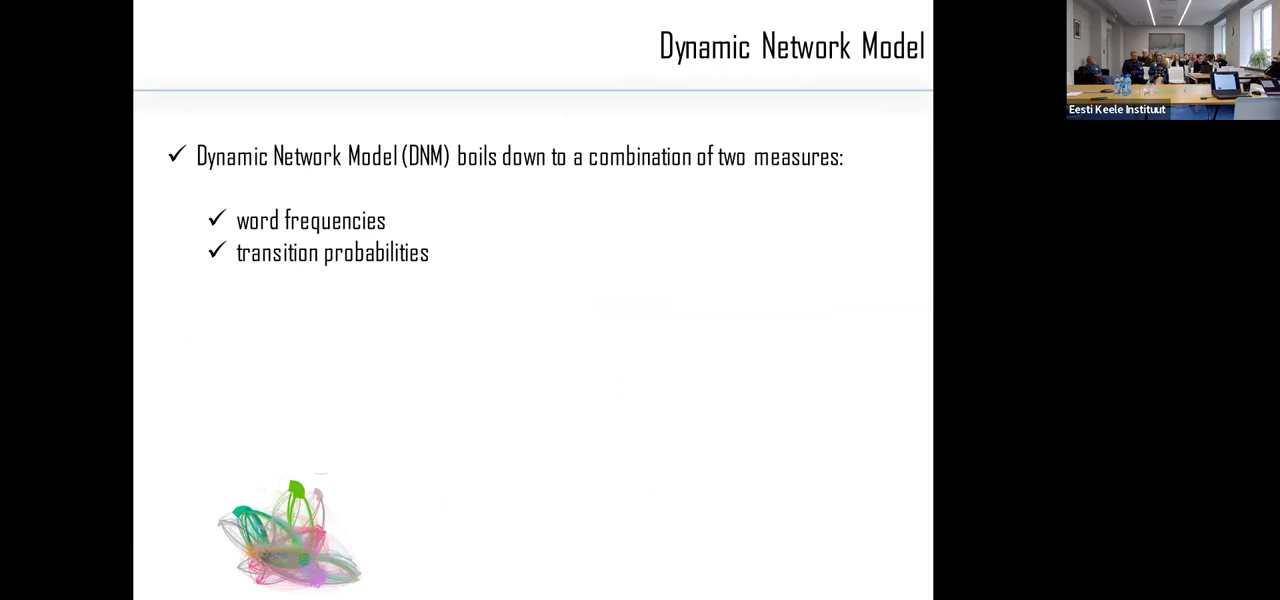 Dynamic Network Model
Eesti Keele Instituut
Dynamic Network Model (DNM) boils down to a combination of two measures:
word frequencies
transition probabilities